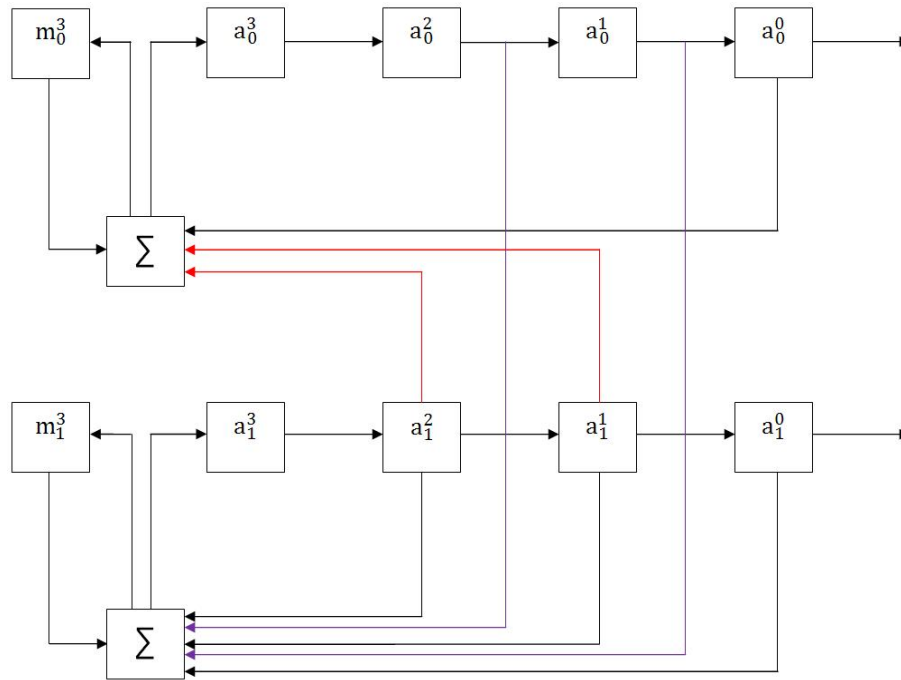 m₀³ a₀³ a₀² a₀¹ a₀⁰
∑
m₁³ a₁³ a₁² a₁¹ a₁⁰
∑